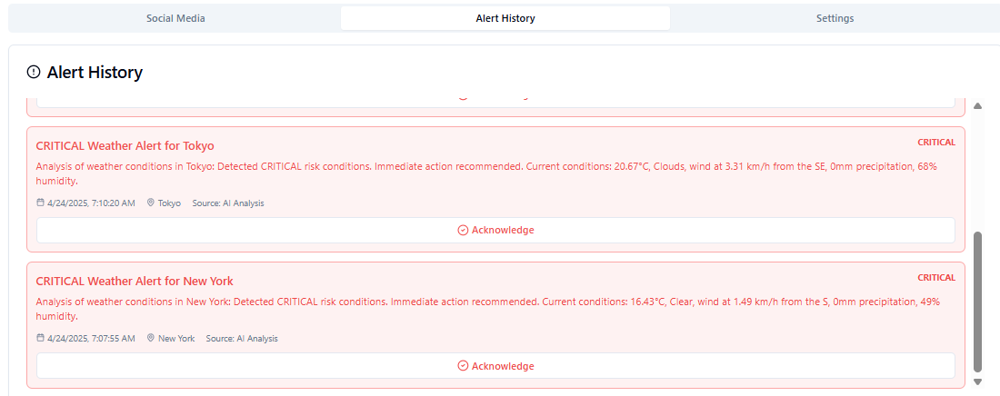 Social Media
Alert History
Settings
Alert History
CRITICAL Weather Alert for Tokyo
CRITICAL
Analysis of weather conditions in Tokyo: Detected CRITICAL risk conditions. Immediate action recommended. Current conditions: 20.67°C, Clouds, wind at 3.31 km/h from the SE, 0mm precipitation, 68%
humidity.
4/24/2025, 7:10:20 AM Tokyo Source: AI Analysis
Acknowledge
CRITICAL Weather Alert for New York
CRITICAL
Analysis of weather conditions in New York: Detected CRITICAL risk conditions. Immediate action recommended. Current conditions: 16.43°C, Clear, wind at 1.49 km/h from the S, 0mm precipitation, 49%
humidity.
4/24/2025, 7:07:55 AM New York Source: AI Analysis
Acknowledge